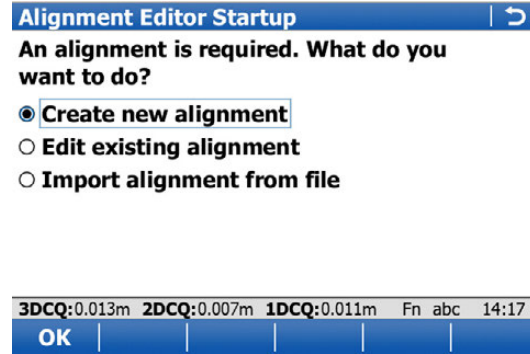 Alignment Editor Startup
An alignment is required. What do you
want to do?
Create new alignment
Edit existing alignment
Import alignment from file
3DCQ:0.013m 2DCQ:0.007m 1DCQ:0.011m Fn abc 14:17
OK